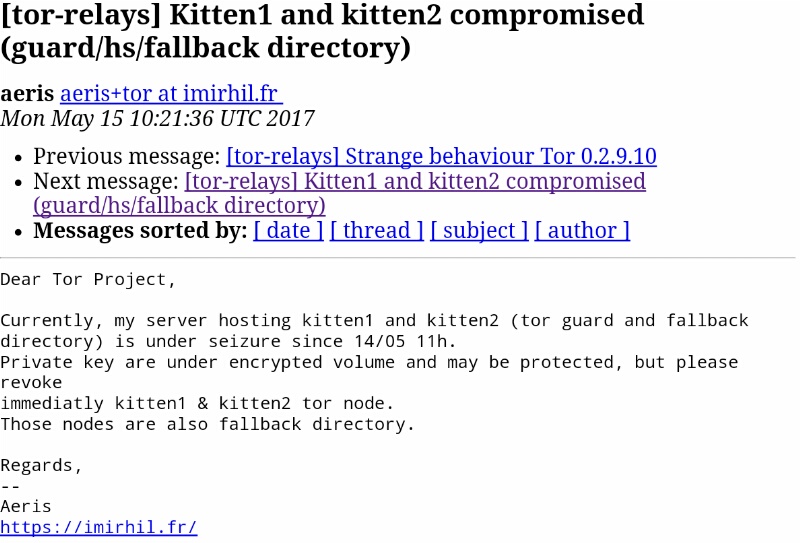 [tor-relays] Kitten1 and kitten2 compromised
(guard/hs/fallback directory)
aeris aeris+tor at imirhil.fr
Mon May 15 10:21:36 UTC 2017
• Previous message: [tor-relays] Strange behaviour Tor 0.2.9.10
• Next message: [tor-relays] Kitten1 and kitten2 compromised
(guard/hs/fallback directory)
• Messages sorted by: [ date ] [ thread ] [ subject ] [ author ]
Dear Tor Project,
Currently, my server hosting kitten1 and kitten2 (tor guard and fallback
directory) is under seizure since 14/05 11h.
Private key are under encrypted volume and may be protected, but please
revoke
immediatly kitten1 & kitten2 tor node.
Those nodes are also fallback directory.
Regards,
--
Aeris
https://imirhil.fr/